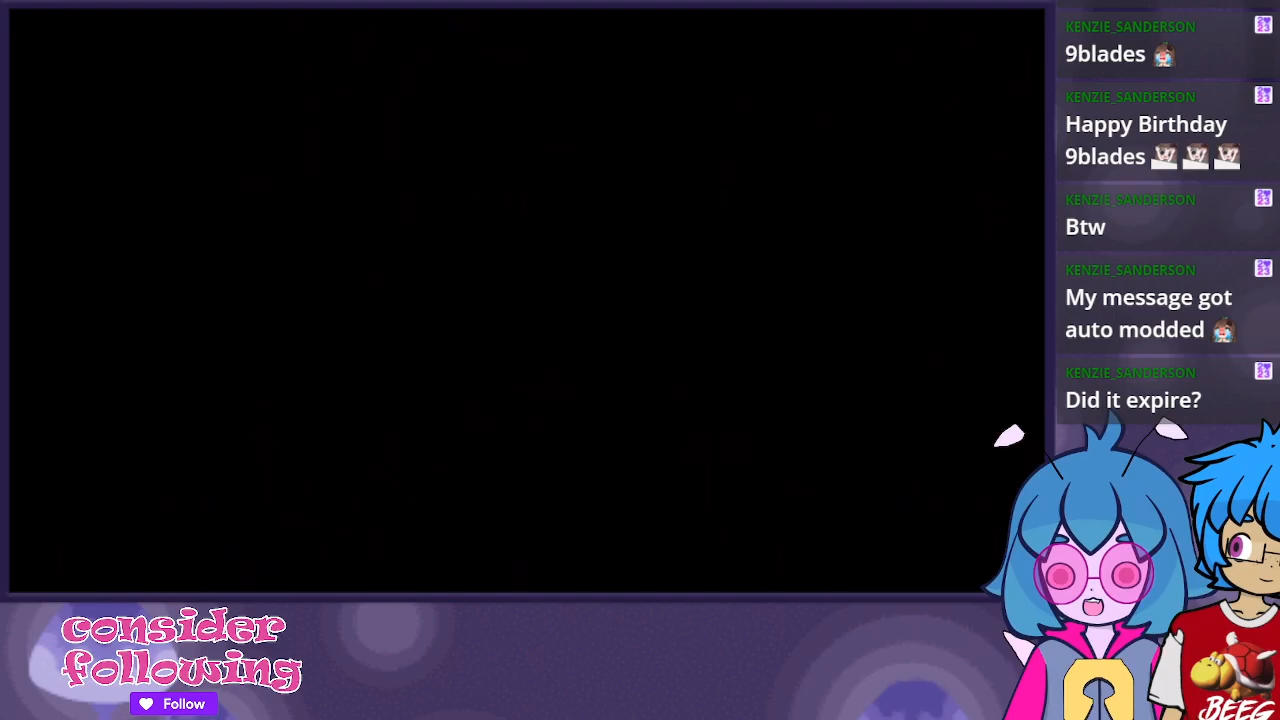 KENZIE_SANDERSON
9blades
KENZIE_SANDERSON
Happy Birthday
9blades
KENZIE_SANDERSON
Btw
KENZIE_SANDERSON
My message got
auto modded
KENZIE_SANDERSON
Did it expire?
consider
following
Follow
BEEG